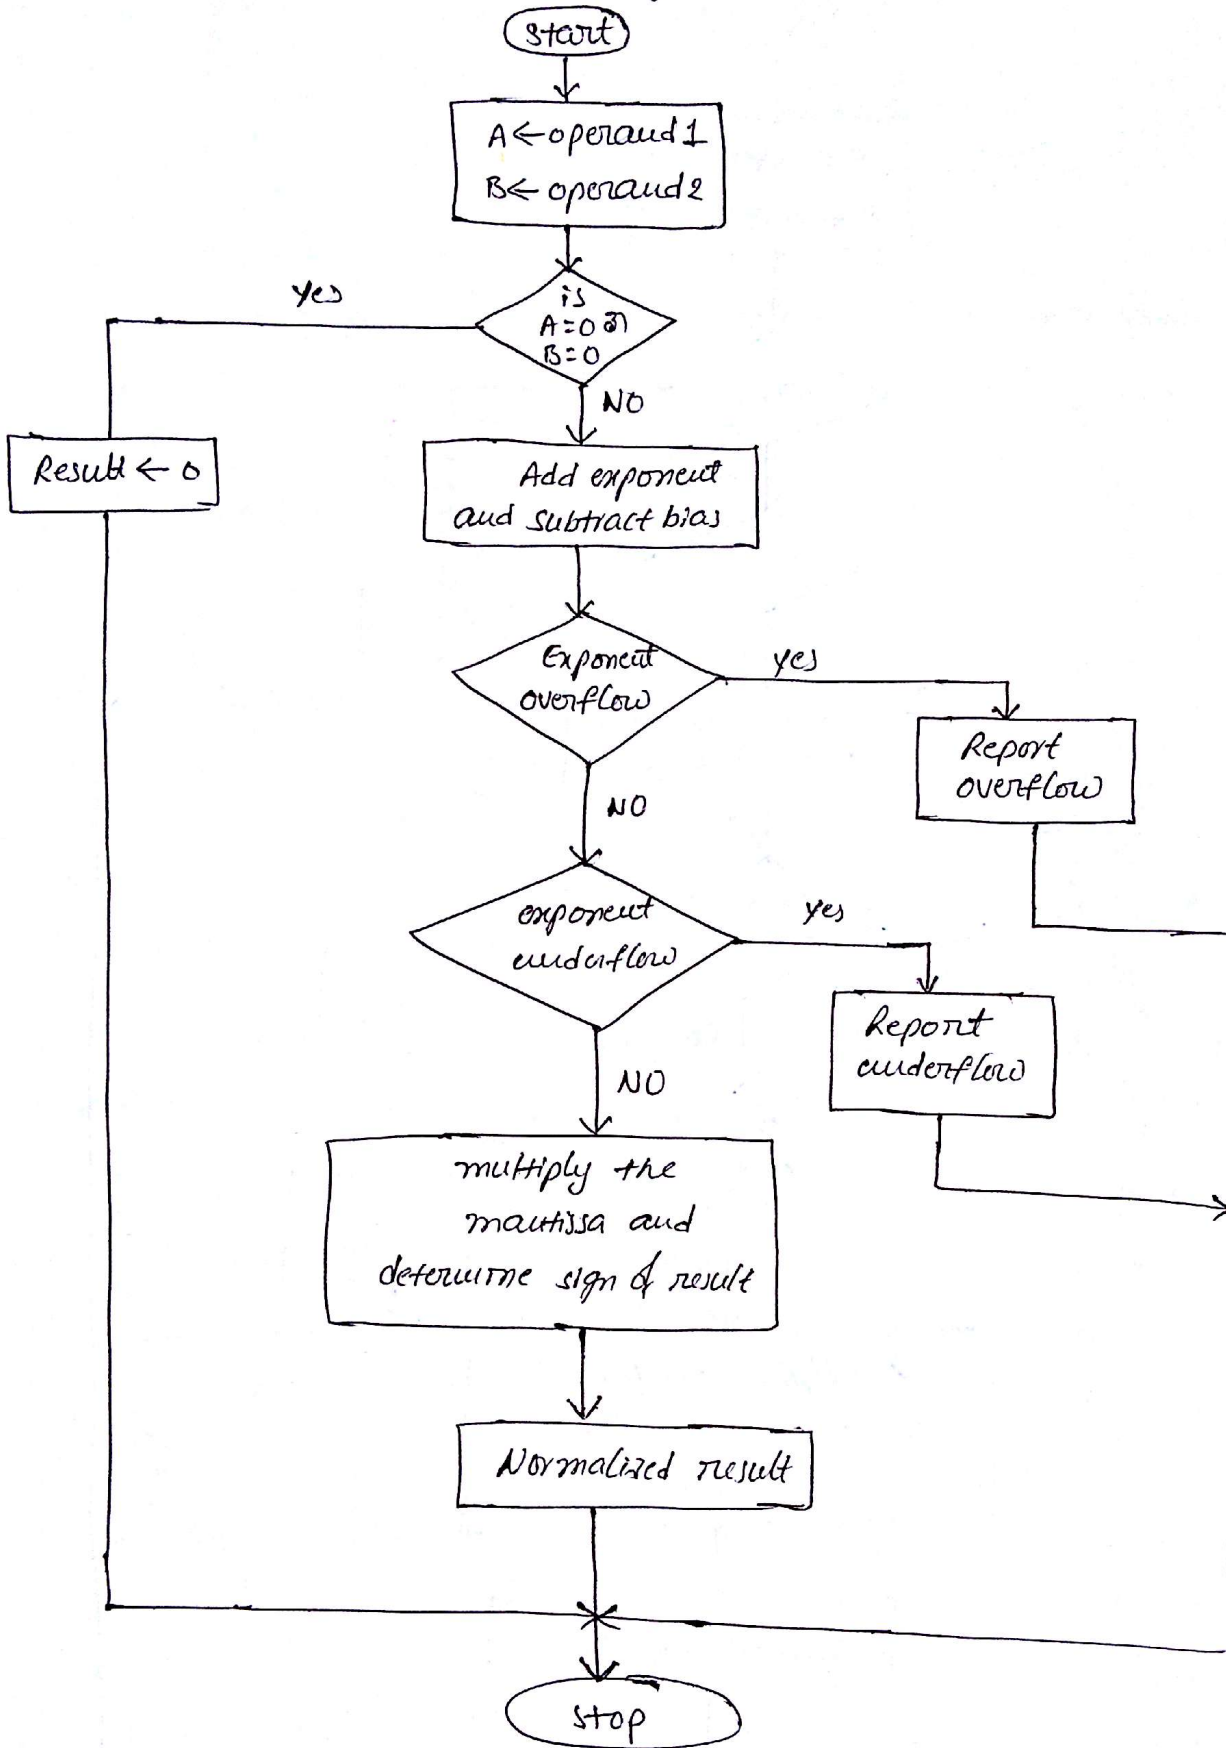 Start
A ← operand 1
B ← operand 2
is
A = 0 or
B = 0
Yes
NO
Result ← 0
Add exponent
and subtract bias
Exponent
overflow
yes
Report
overflow
NO
exponent
underflow
yes
Report
underflow
NO
multiply the
mantissa and
determine sign of result
Normalized result
stop